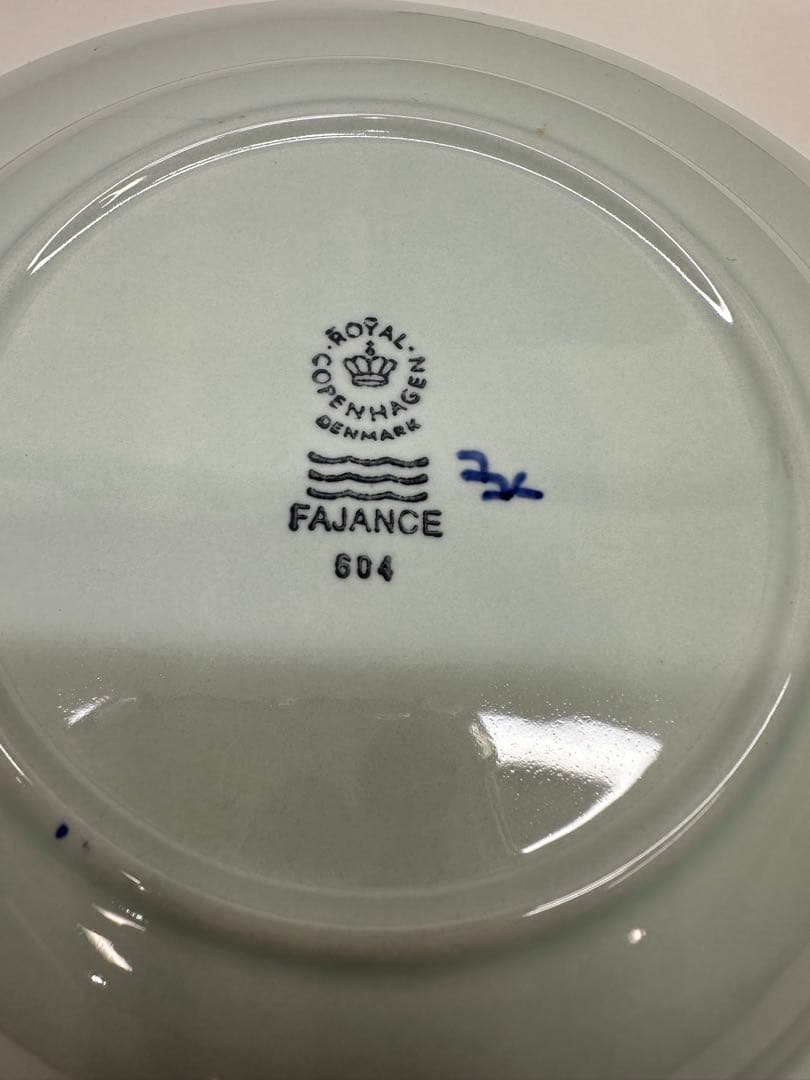 ROYAL
COPENHAGEN
DENMARK
FAJANCE
604